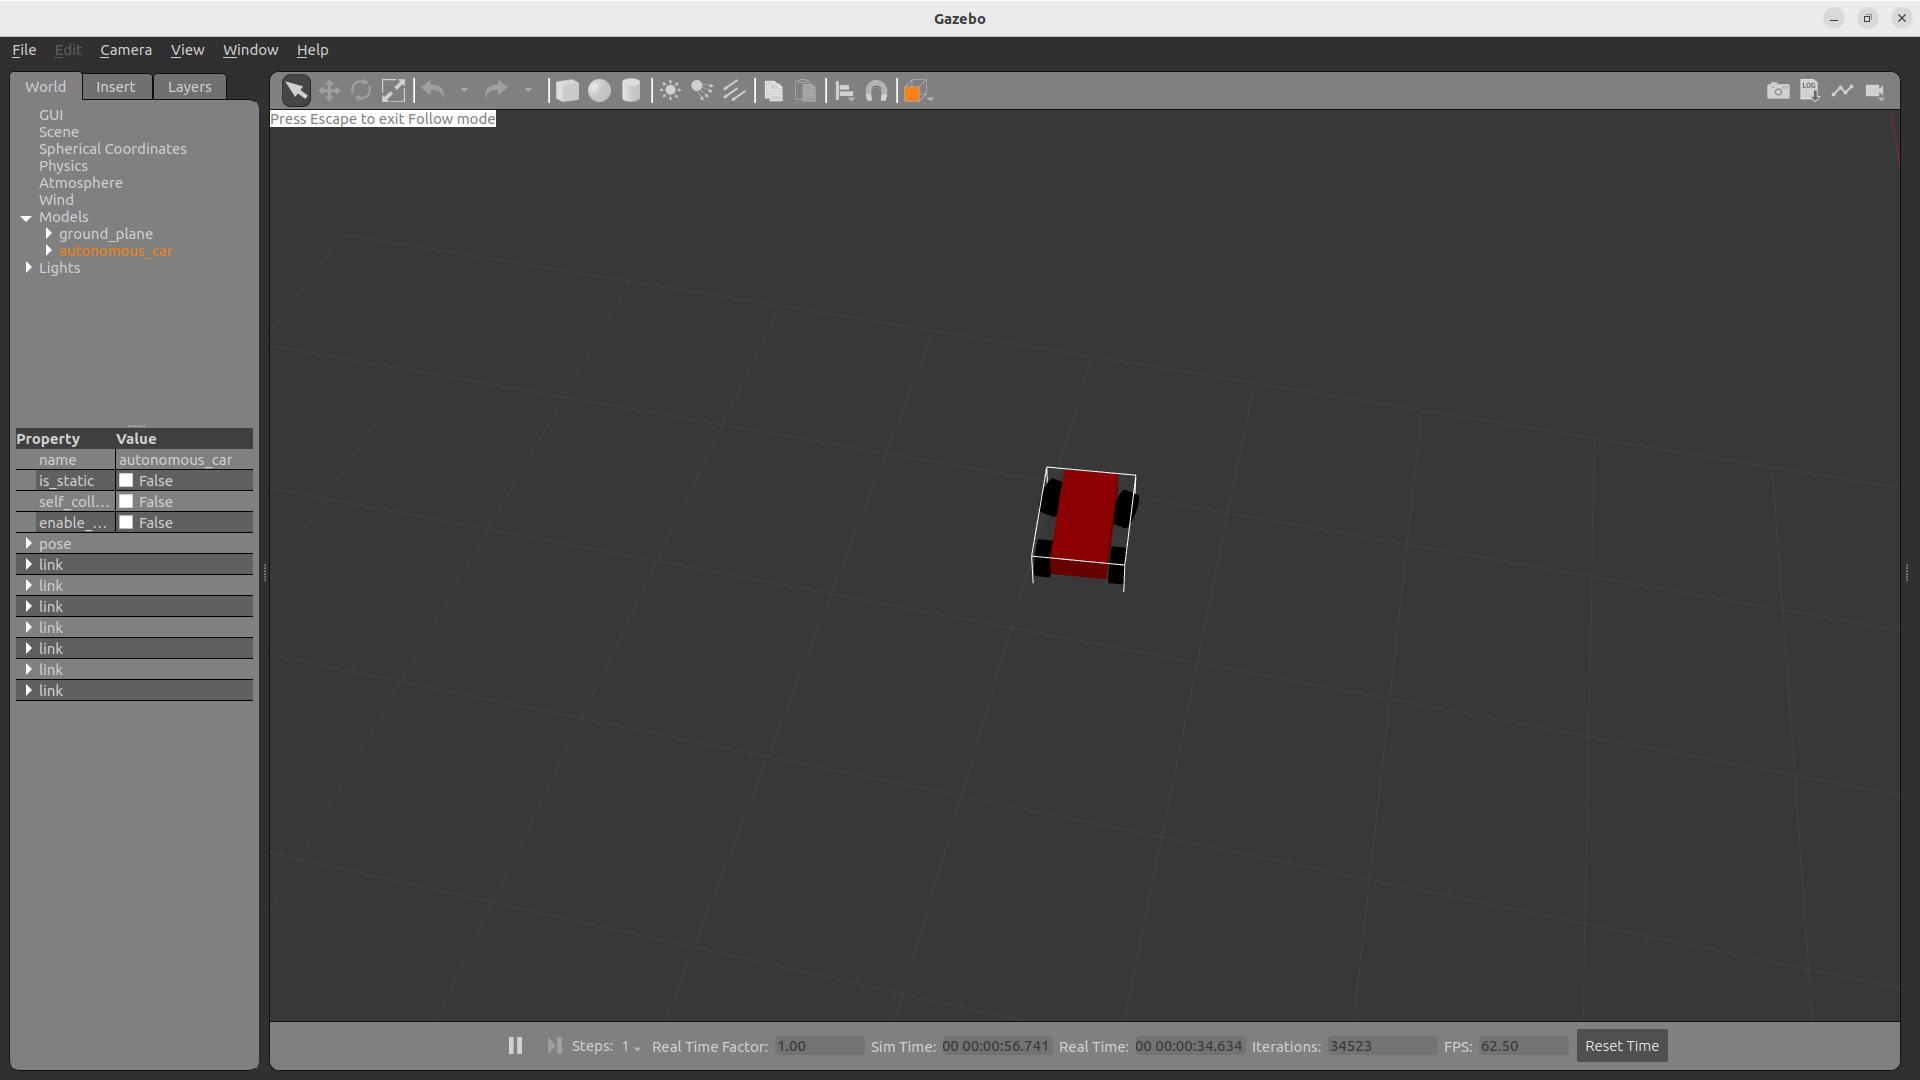 Gazebo
File Edit Camera View Window Help
World Insert Layers
LOG
Press Escape to exit Follow mode
GUI
Scene
Spherical Coordinates
Physics
Atmosphere
Wind
Models
ground_plane
autonomous_car
Lights
Property Value
name autonomous_car
is_static False
self_coll... False
enable_... False
pose
link
link
link
link
link
link
link
Steps: 1 Real Time Factor: 1.00 Sim Time: 00 00:00:56.741 Real Time: 00 00:00:34.634 Iterations: 34523 FPS: 62.50 Reset Time